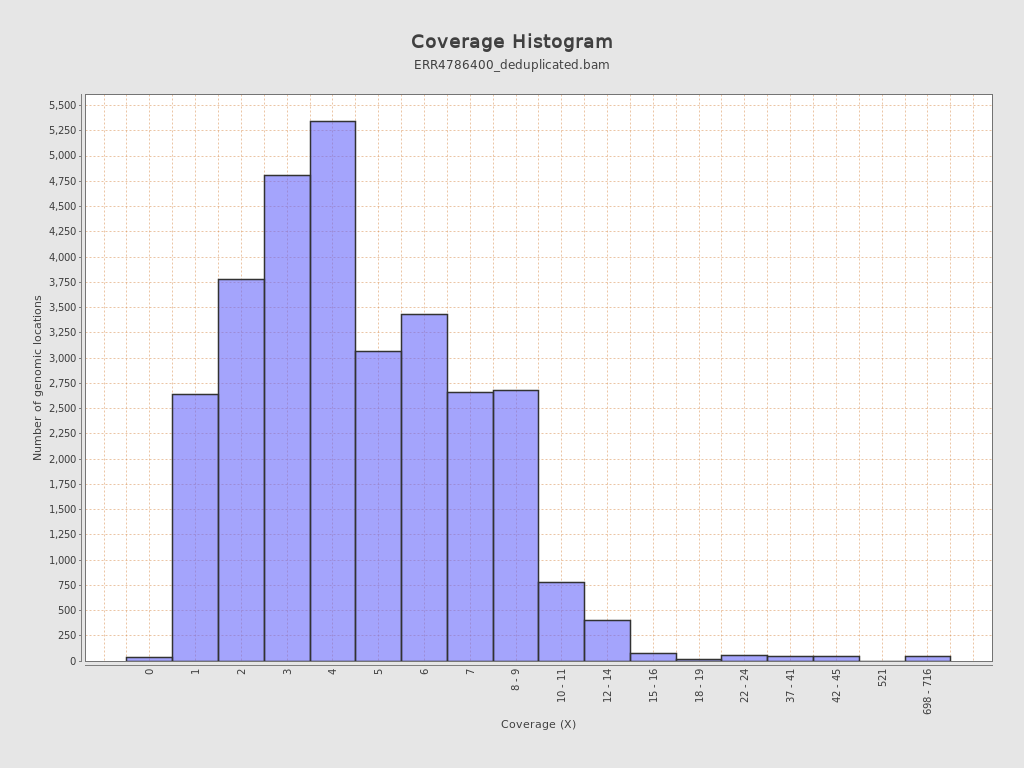 Coverage Histogram
ERR4786400_deduplicated.bam
Number of genomic locations
5,500
5,250
5,000
4,750
4,500
4,250
4,000
3,750
3,500
3,250
3,000
2,750
2,500
2,250
2,000
1,750
1,500
1,250
1,000
750
500
250
0
0
1
2
3
4
5
6
7
8 - 9
10 - 11
12 - 14
15 - 16
18 - 19
22 - 24
37 - 41
42 - 45
521
698 - 716
Coverage (X)